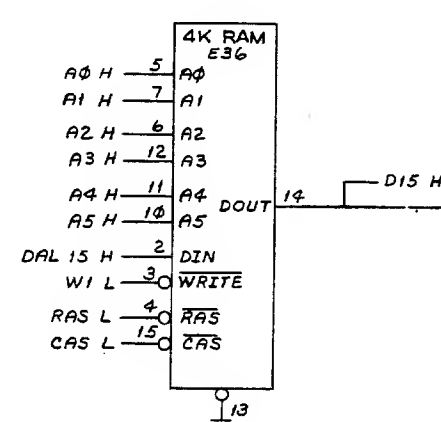 4K RAM
E36
AØ H 5 AØ
A1 H 7 A1
A2 H 6 A2
A3 H 12 A3
A4 H 11 A4
A5 H 1Ø A5
DOUT 14
D15 H
DAL 15 H 2 DIN
W1 L 3 WRITE
RAS L 4 RAS
CAS L 15 CAS
13